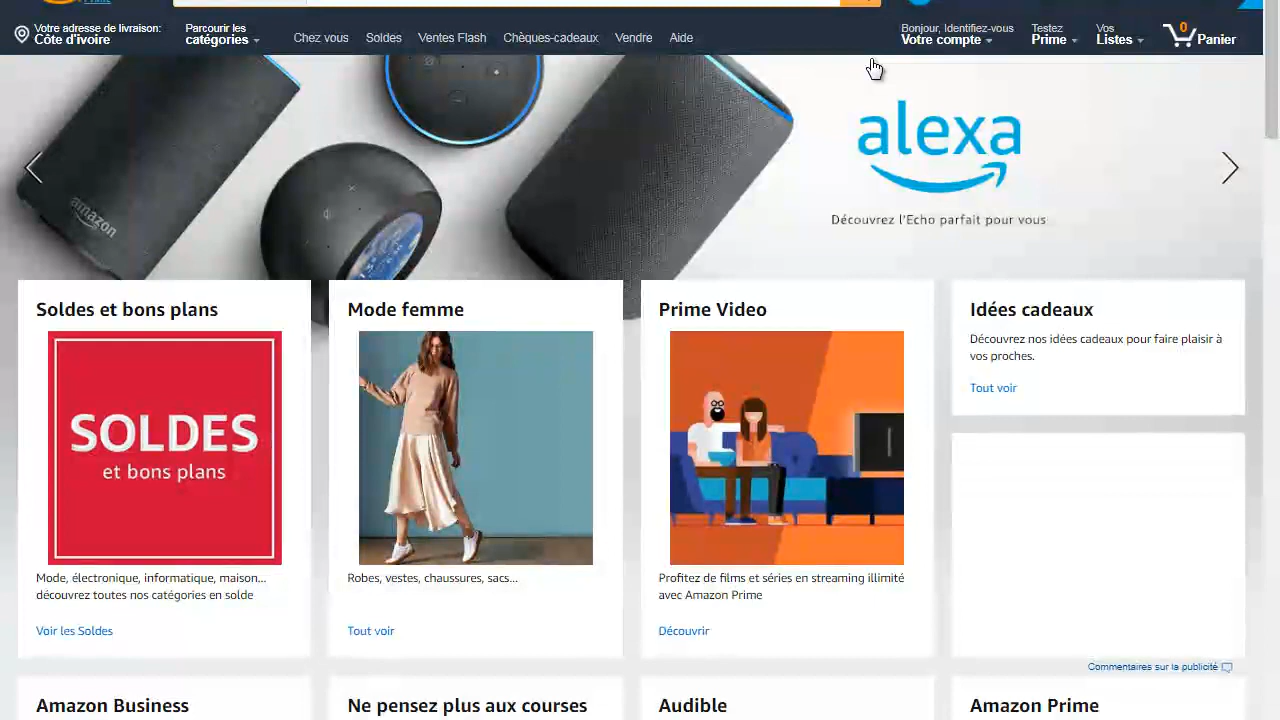 PRIME
Votre adresse de livraison:
Côte d'ivoire
Parcourir les
catégories
Chez vous
Soldes
Ventes Flash
Chèques-cadeaux
Vendre
Aide
Bonjour, Identifiez-vous
Votre compte
Testez
Prime
Vos
Listes
0
Panier
amazon
alexa
Découvrez l'Echo parfait pour vous
Soldes et bons plans
SOLDES
et bons plans
Mode, électronique, informatique, maison...
découvrez toutes nos catégories en solde
Voir les Soldes
Mode femme
Robes, vestes, chaussures, sacs...
Tout voir
Prime Video
Profitez de films et séries en streaming illimité
avec Amazon Prime
Découvrir
Idées cadeaux
Découvrez nos idées cadeaux pour faire plaisir à
vos proches.
Tout voir
Commentaires sur la publicité
Amazon Business
Ne pensez plus aux courses
Audible
Amazon Prime